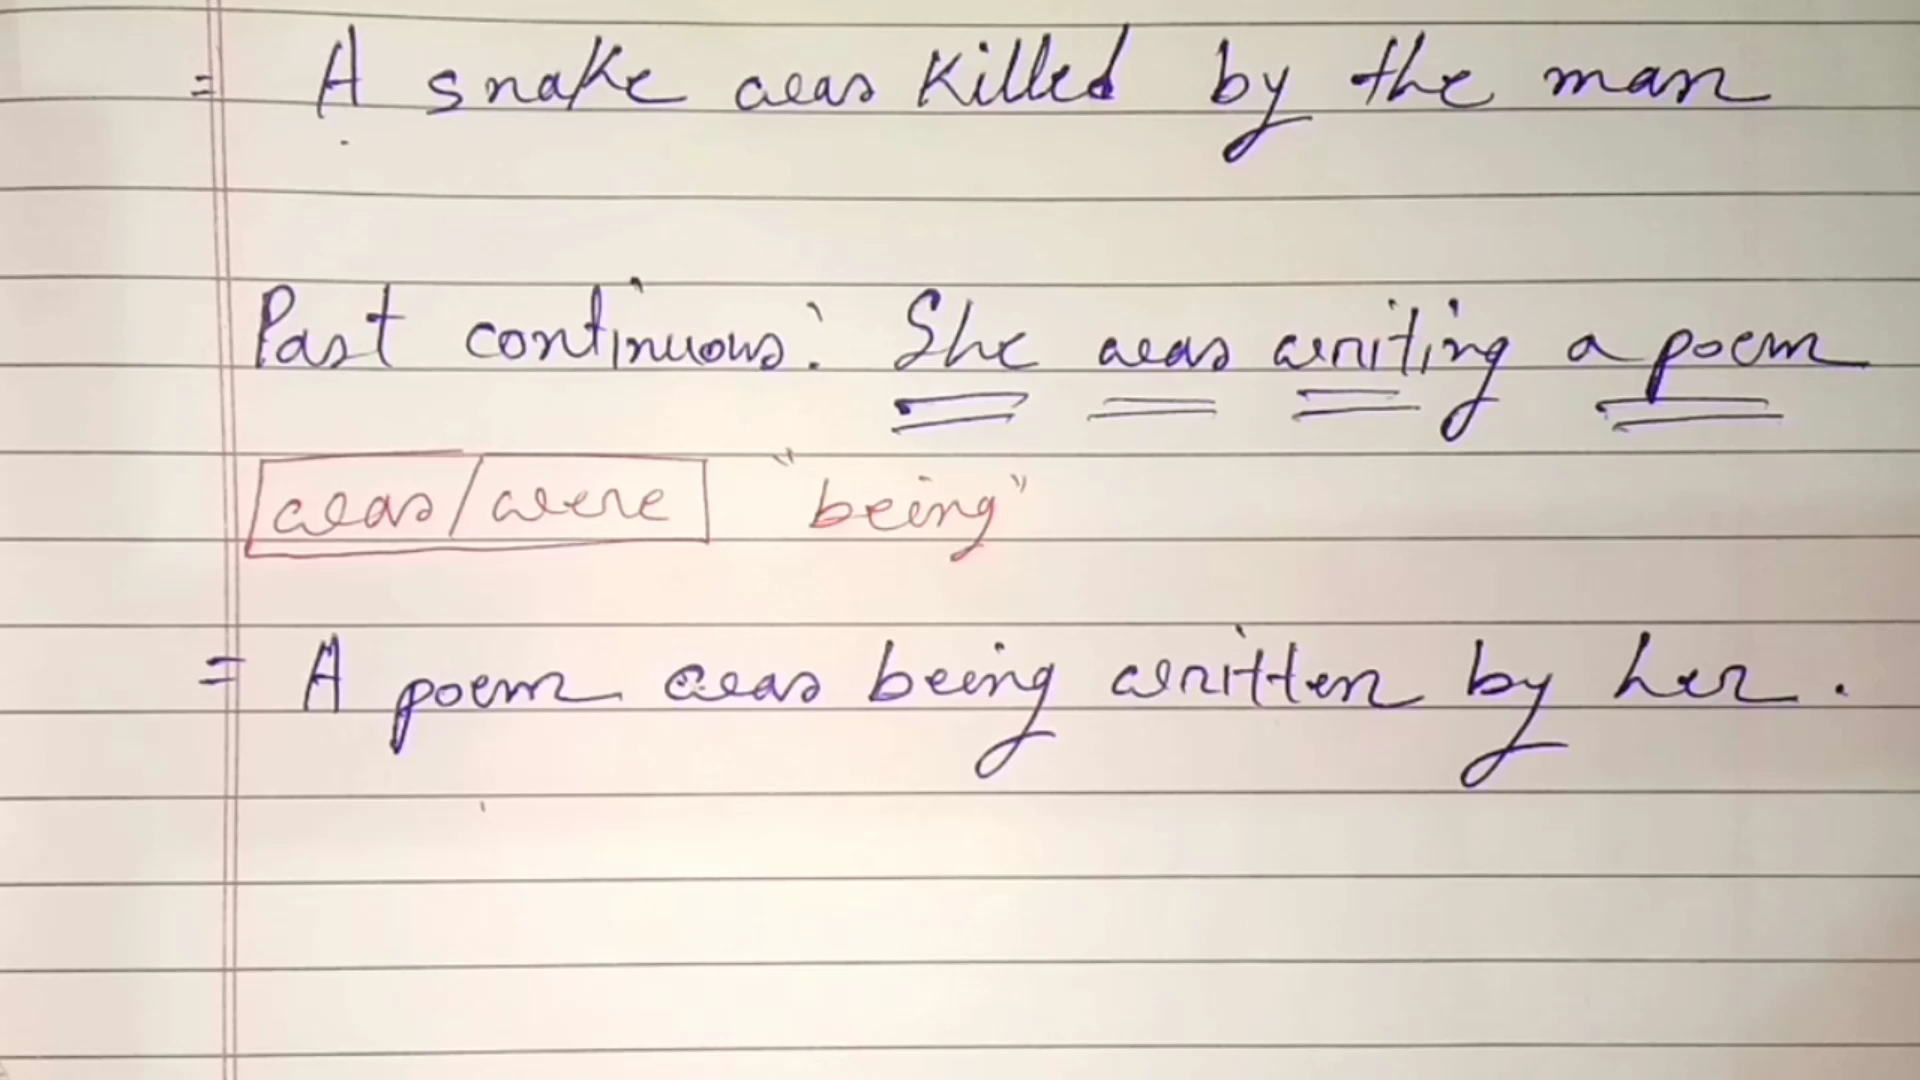 = A snake was killed by the man
Past continuous: She was writing a poem
was/were "being"
= A poem was being written by her.